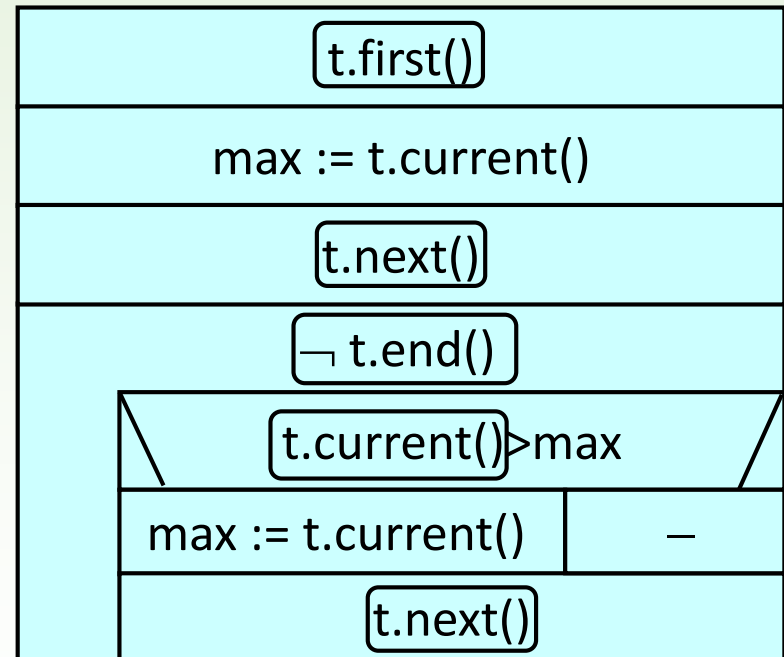 t.first()
max := t.current()
t.next()
¬ t.end()
t.current()>max
max := t.current() –
t.next()